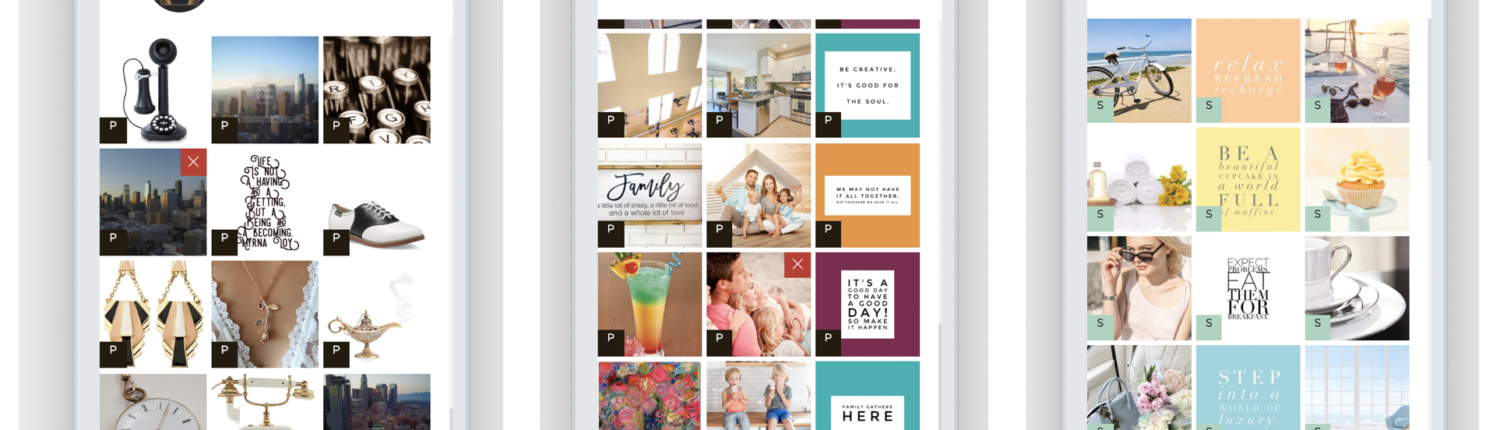 P
P
R T Y
F G
V
P
P
LIFE
IS NOT
A HAVING
AND A
GETTING,
BUT A
BEING AND
A BECOMING.
MYRNA LOY
P
P
P
P
P
P
P
BE CREATIVE.
IT'S GOOD FOR
THE SOUL.
P
Family
a little bit of crazy, a little bit of loud
and a whole lot of love
P
P
WE MAY NOT HAVE
IT ALL TOGETHER,
BUT TOGETHER WE HAVE IT ALL
P
P
P
IT'S A
GOOD DAY
TO HAVE
A GOOD
DAY!
SO MAKE
IT HAPPEN
P
FAMILY GATHERS
HERE
S
relax
REFRESH
recharge
S
S
S
BE A
beautiful
CUPCAKE IN
a world
FULL
of muffins.
S
S
S
EXPECT
PROBLEMS.
EAT
THEM
FOR
BREAKFAST.
S
S
STEP
into a
WORLD OF
luxury.